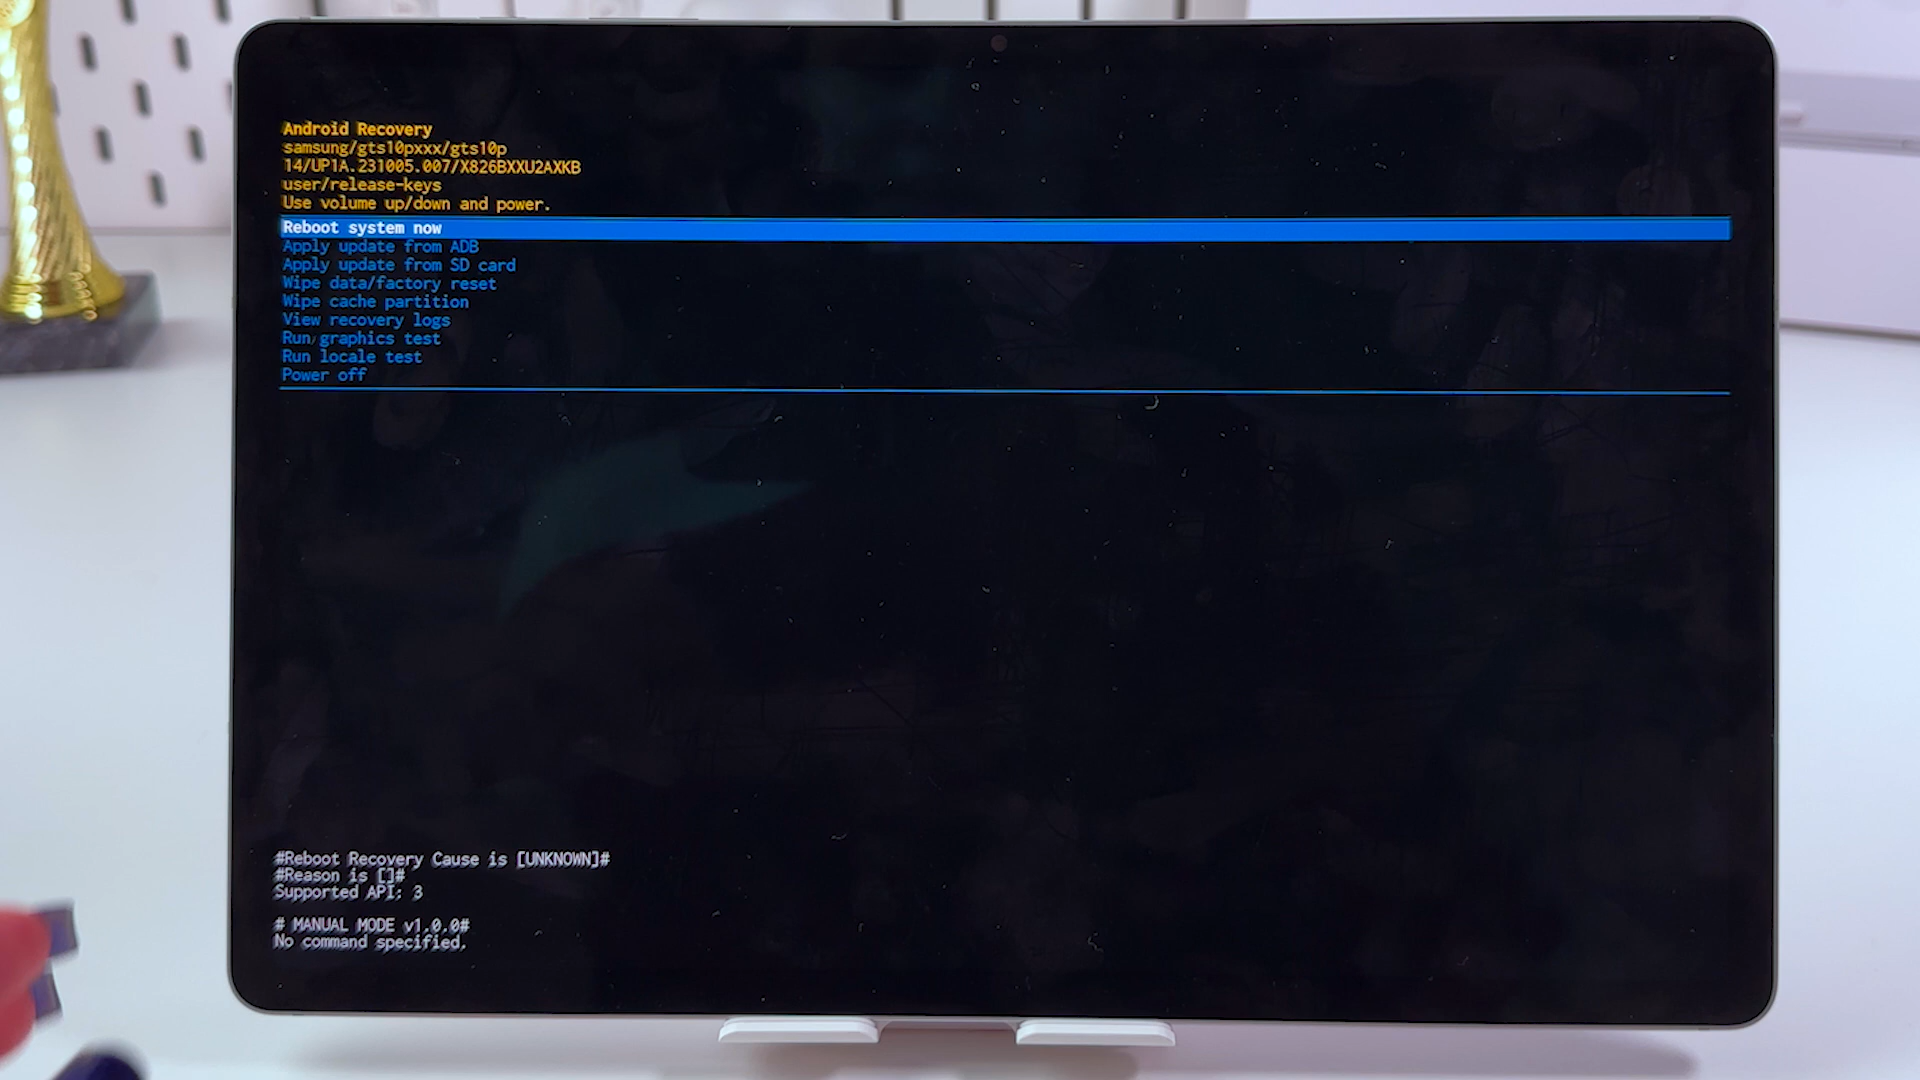 Android Recovery
samsung/gts10pxxx/gts10p
14/UP1A.231005.007/X826BXXU2AXKB
user/release-keys
Use volume up/down and power.
Reboot system now
Apply update from ADB
Apply update from SD card
Wipe data/factory reset
Wipe cache partition
View recovery logs
Run graphics test
Run locale test
Power off
#Reboot Recovery Cause is [UNKNOWN]#
#Reason is []#
Supported API: 3
# MANUAL MODE v1.0.0#
No command specified.